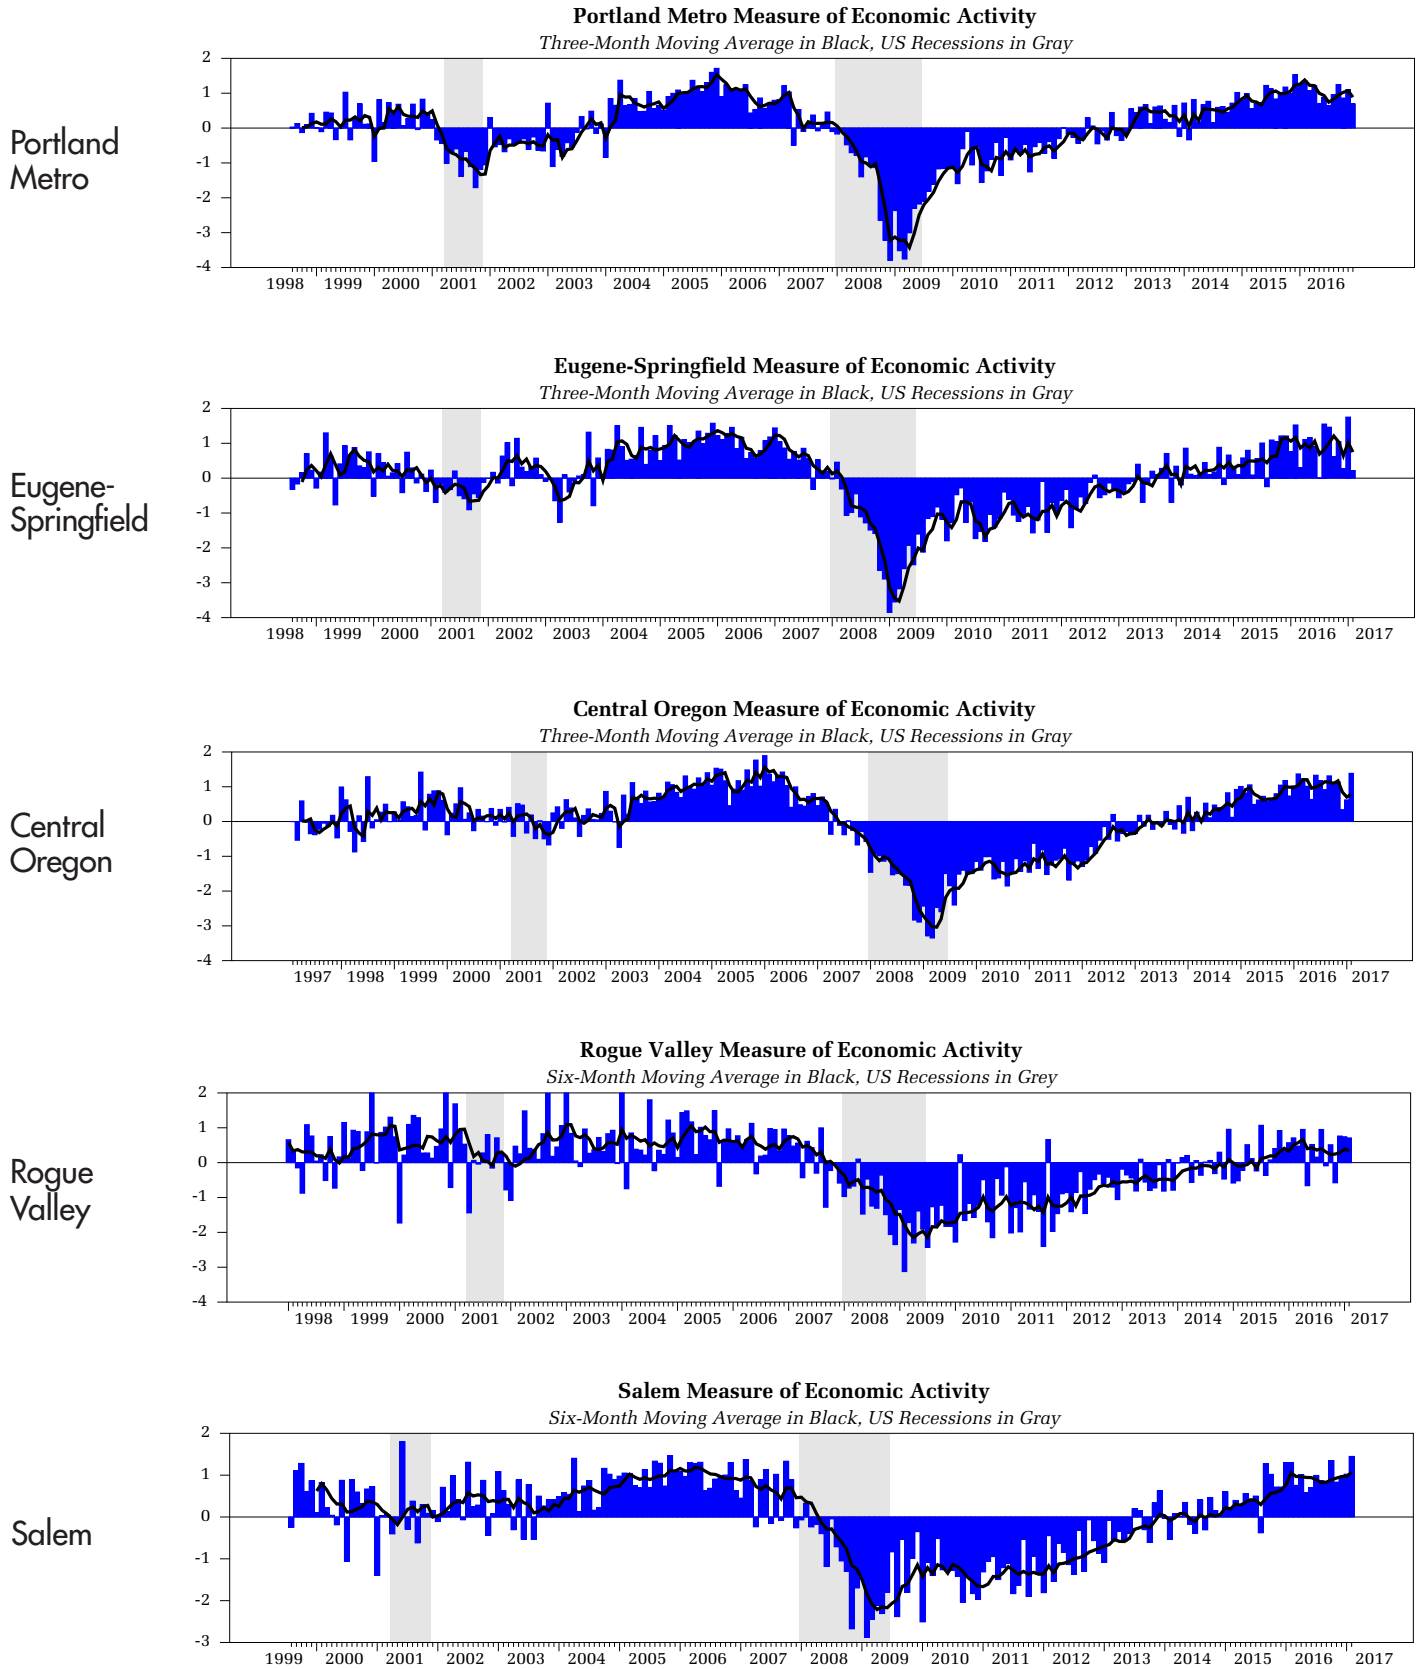 Portland Metro Measure of Economic Activity
Three-Month Moving Average in Black, US Recessions in Gray
2
1
0
-1
-2
-3
-4
Portland
Metro
1998 1999 2000 2001 2002 2003 2004 2005 2006 2007 2008 2009 2010 2011 2012 2013 2014 2015 2016
Eugene-Springfield Measure of Economic Activity
Three-Month Moving Average in Black, US Recessions in Gray
2
1
0
-1
-2
-3
-4
Eugene-
Springfield
1998 1999 2000 2001 2002 2003 2004 2005 2006 2007 2008 2009 2010 2011 2012 2013 2014 2015 2016 2017
Central Oregon Measure of Economic Activity
Three-Month Moving Average in Black, US Recessions in Gray
2
1
0
-1
-2
-3
-4
Central
Oregon
1997 1998 1999 2000 2001 2002 2003 2004 2005 2006 2007 2008 2009 2010 2011 2012 2013 2014 2015 2016 2017
Rogue Valley Measure of Economic Activity
Six-Month Moving Average in Black, US Recessions in Grey
2
1
0
-1
-2
-3
-4
Rogue
Valley
1998 1999 2000 2001 2002 2003 2004 2005 2006 2007 2008 2009 2010 2011 2012 2013 2014 2015 2016 2017
Salem Measure of Economic Activity
Six-Month Moving Average in Black, US Recessions in Gray
2
1
0
-1
-2
-3
Salem
1999 2000 2001 2002 2003 2004 2005 2006 2007 2008 2009 2010 2011 2012 2013 2014 2015 2016 2017